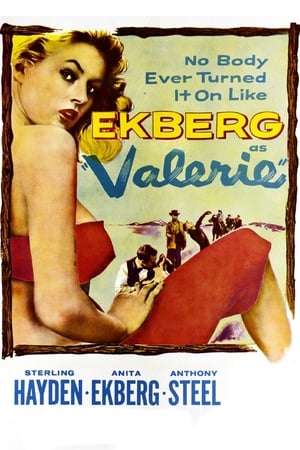 No Body
Ever Turned
It On Like
EKBERG
as
"Valerie"
STERLING ANITA ANTHONY
HAYDEN · EKBERG · STEEL